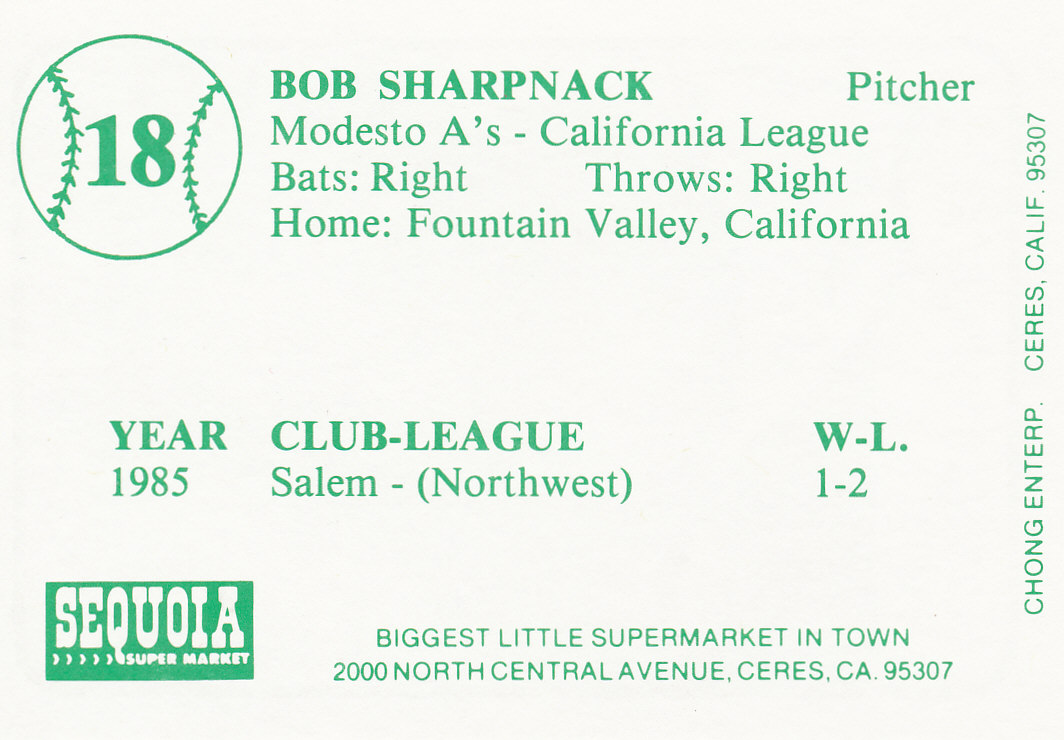 18
BOB SHARPNACK Pitcher
Modesto A's - California League
Bats: Right Throws: Right
Home: Fountain Valley, California
YEAR CLUB-LEAGUE W-L.
1985 Salem - (Northwest) 1-2
SEQUOIA
SUPER MARKET
BIGGEST LITTLE SUPERMARKET IN TOWN
2000 NORTH CENTRAL AVENUE, CERES, CA. 95307
CHONG ENTERP. CERES, CALIF. 95307